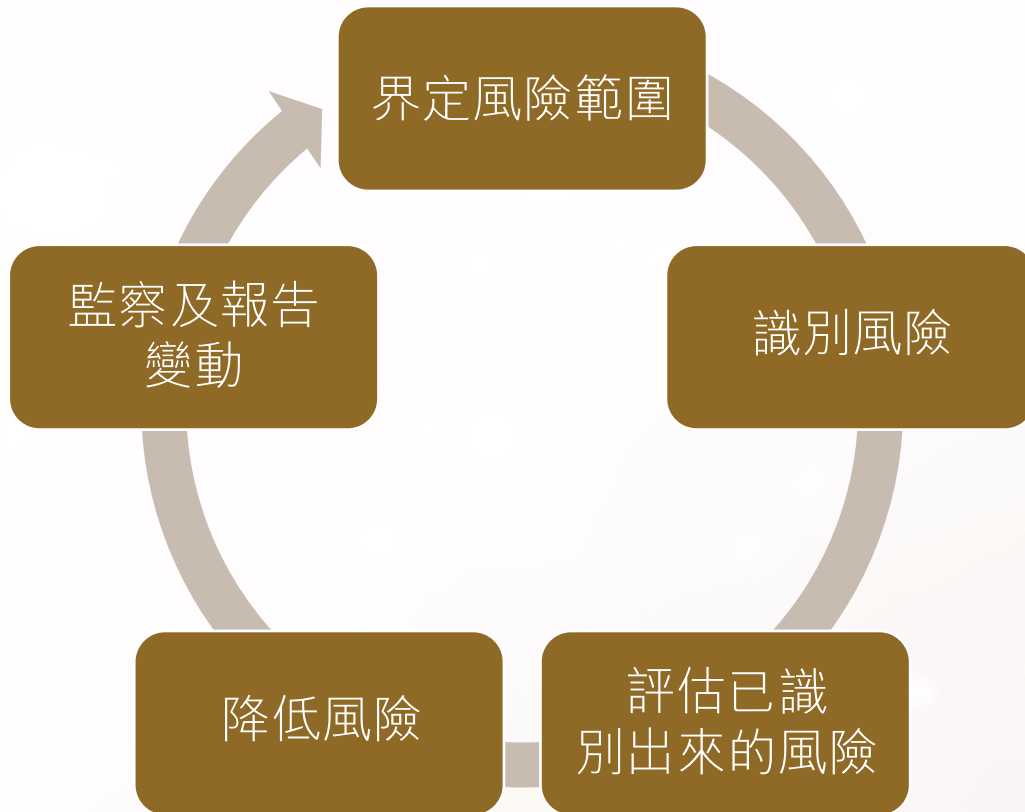 界定風險範圍
識別風險
評估已識
別出來的風險
降低風險
監察及報告
變動